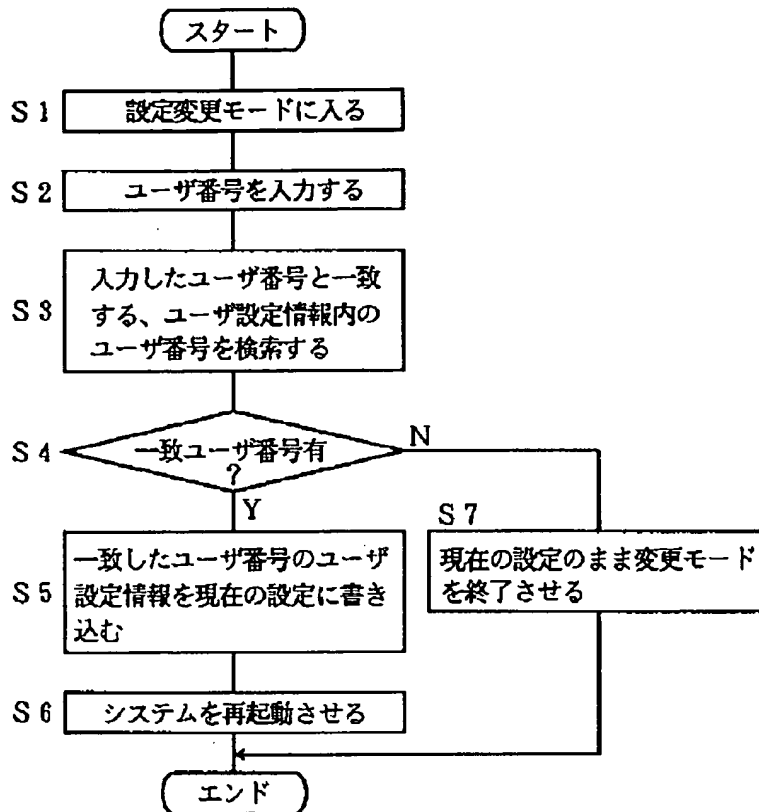 スタート
S1
設定変更モードに入る
S2
ユーザ番号を入力する
S3
入力したユーザ番号と一致
する、ユーザ設定情報内の
ユーザ番号を検索する
S4
一致ユーザ番号有
?
N
Y
S5
一致したユーザ番号のユーザ
設定情報を現在の設定に書き
込む
S7
現在の設定のまま変更モード
を終了させる
S6
システムを再起動させる
エンド